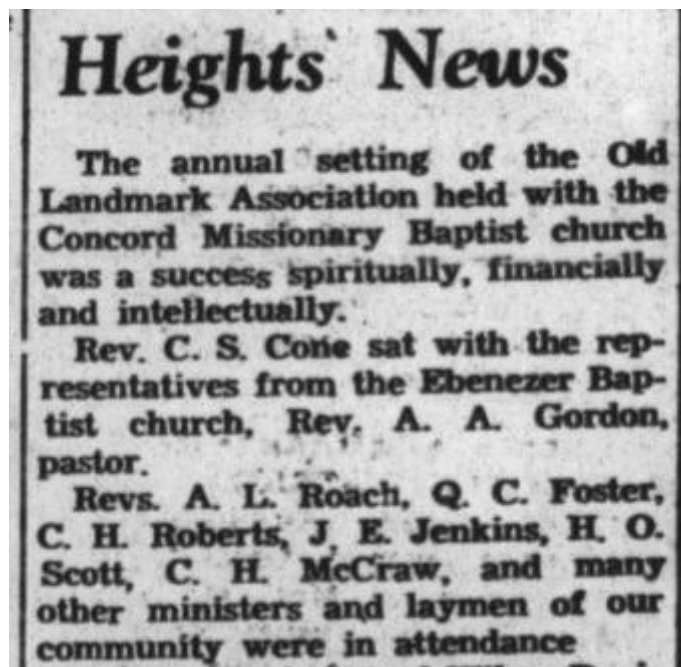 Heights News
The annual setting of the Old
Landmark Association held with the
Concord Missionary Baptist church
was a success spiritually, financially
and intellectually.
Rev. C. S. Cone sat with the rep-
resentatives from the Ebenezer Bap-
tist church, Rev. A. A. Gordon,
pastor.
Revs. A. L. Roach, Q. C. Foster,
C. H. Roberts, J. E. Jenkins, H. O.
Scott, C. H. McCraw, and many
other ministers and laymen of our
community were in attendance